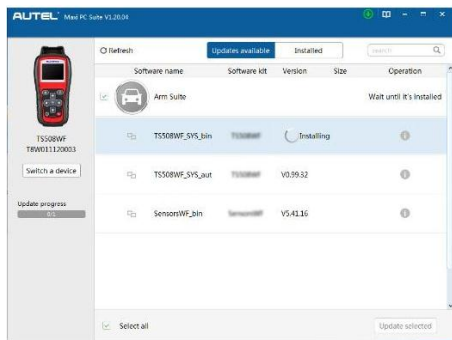 AUTEL Maxi PC Suite V1.20.04
Refresh
Updates available
Installed
search
Software name Software kit Version Size Operation
Arm Suite Wait until it's installed
TS508WF_SYS_bin Installing
TS508WF_SYS_aut V0.99.32
SensorsWF_bin V5.41.16
TS508WF
T8W011120003
Switch a device
Update progress
0/1
Select all
Update selected